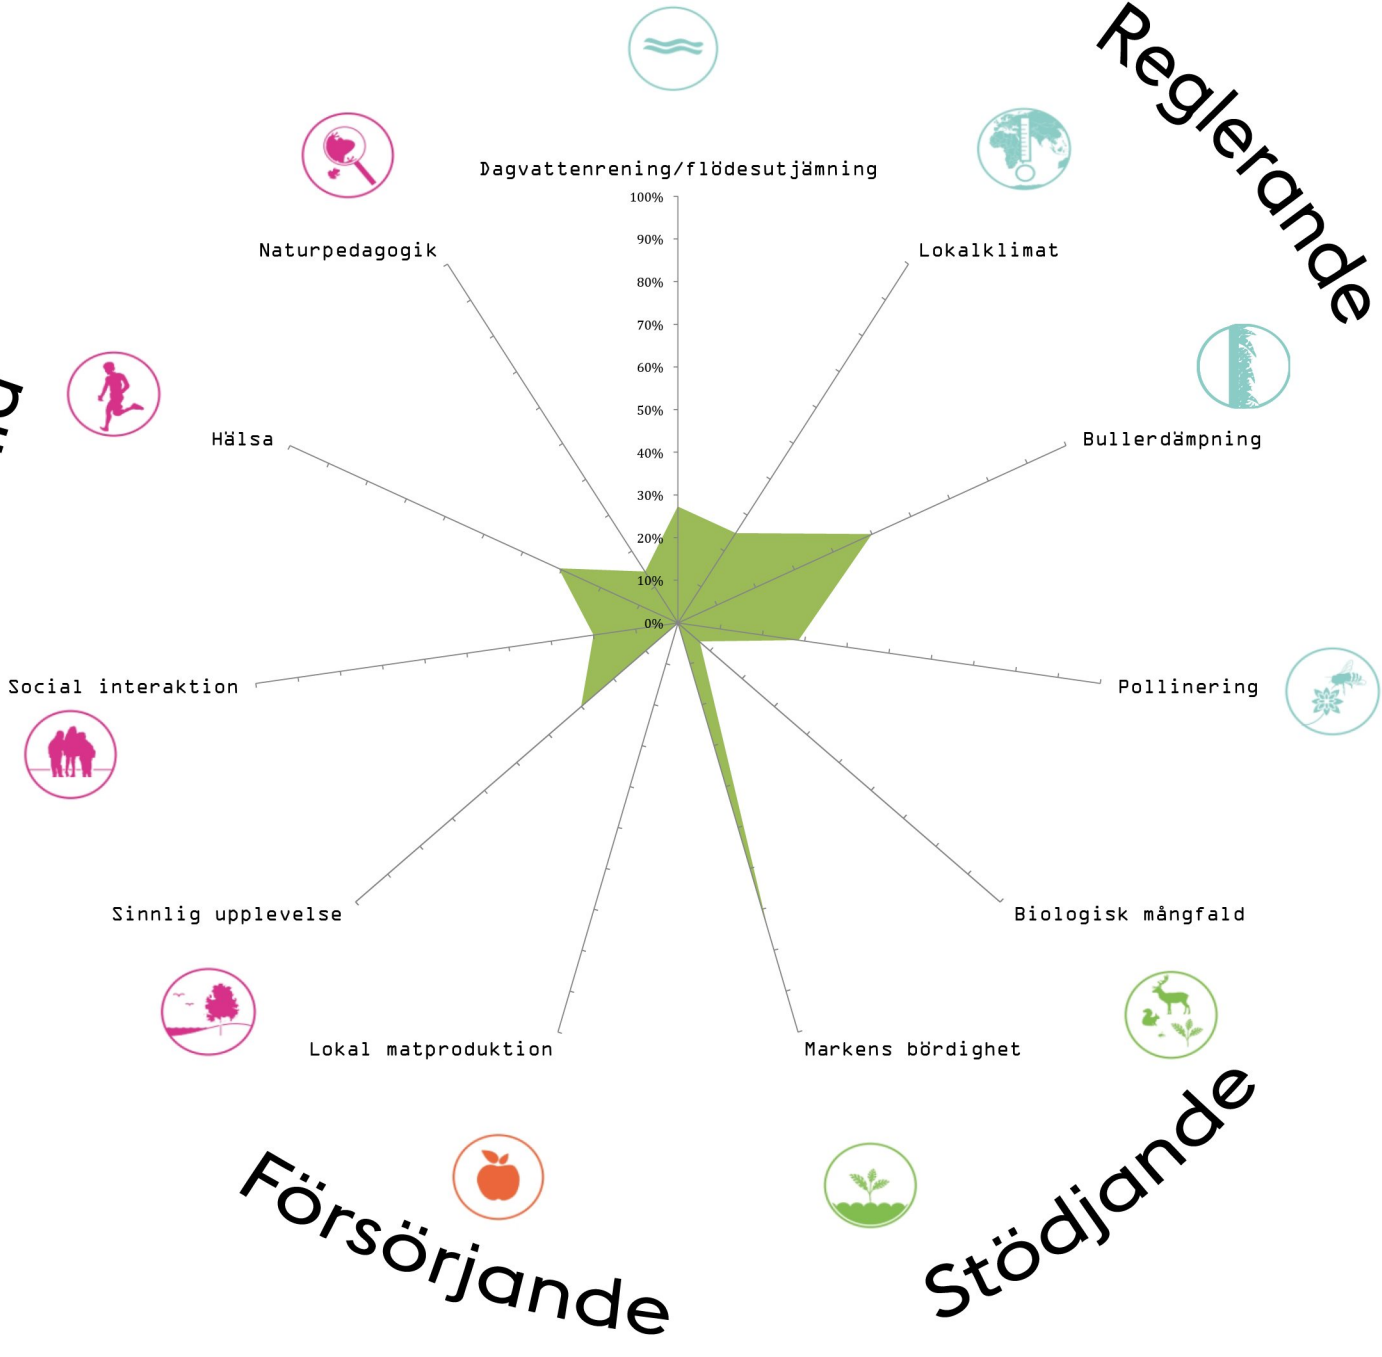 Reglerande
Dagvattenrening/flödesutjämning
100%
90%
80%
70%
60%
50%
40%
30%
20%
10%
0%
Naturpedagogik
Lokalklimat
Hälsa
Bullerdämpning
Social interaktion
Pollinering
Sinnlig upplevelse
Biologisk mångfald
Lokal matproduktion
Markens bördighet
Försörjande
Stödjande